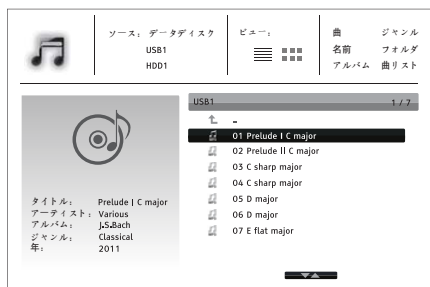 ソース: データディスク
USB1
HDD1
ビュー:
曲 ジャンル
名前 フォルダ
アルバム 曲リスト
USB1 1 / 7
01 Prelude I C major
02 Prelude II C major
03 C sharp major
04 C sharp major
05 D major
06 D major
07 E flat major
タイトル: Prelude I C major
アーティスト: Various
アルバム: J.S.Bach
ジャンル: Classical
年: 2011